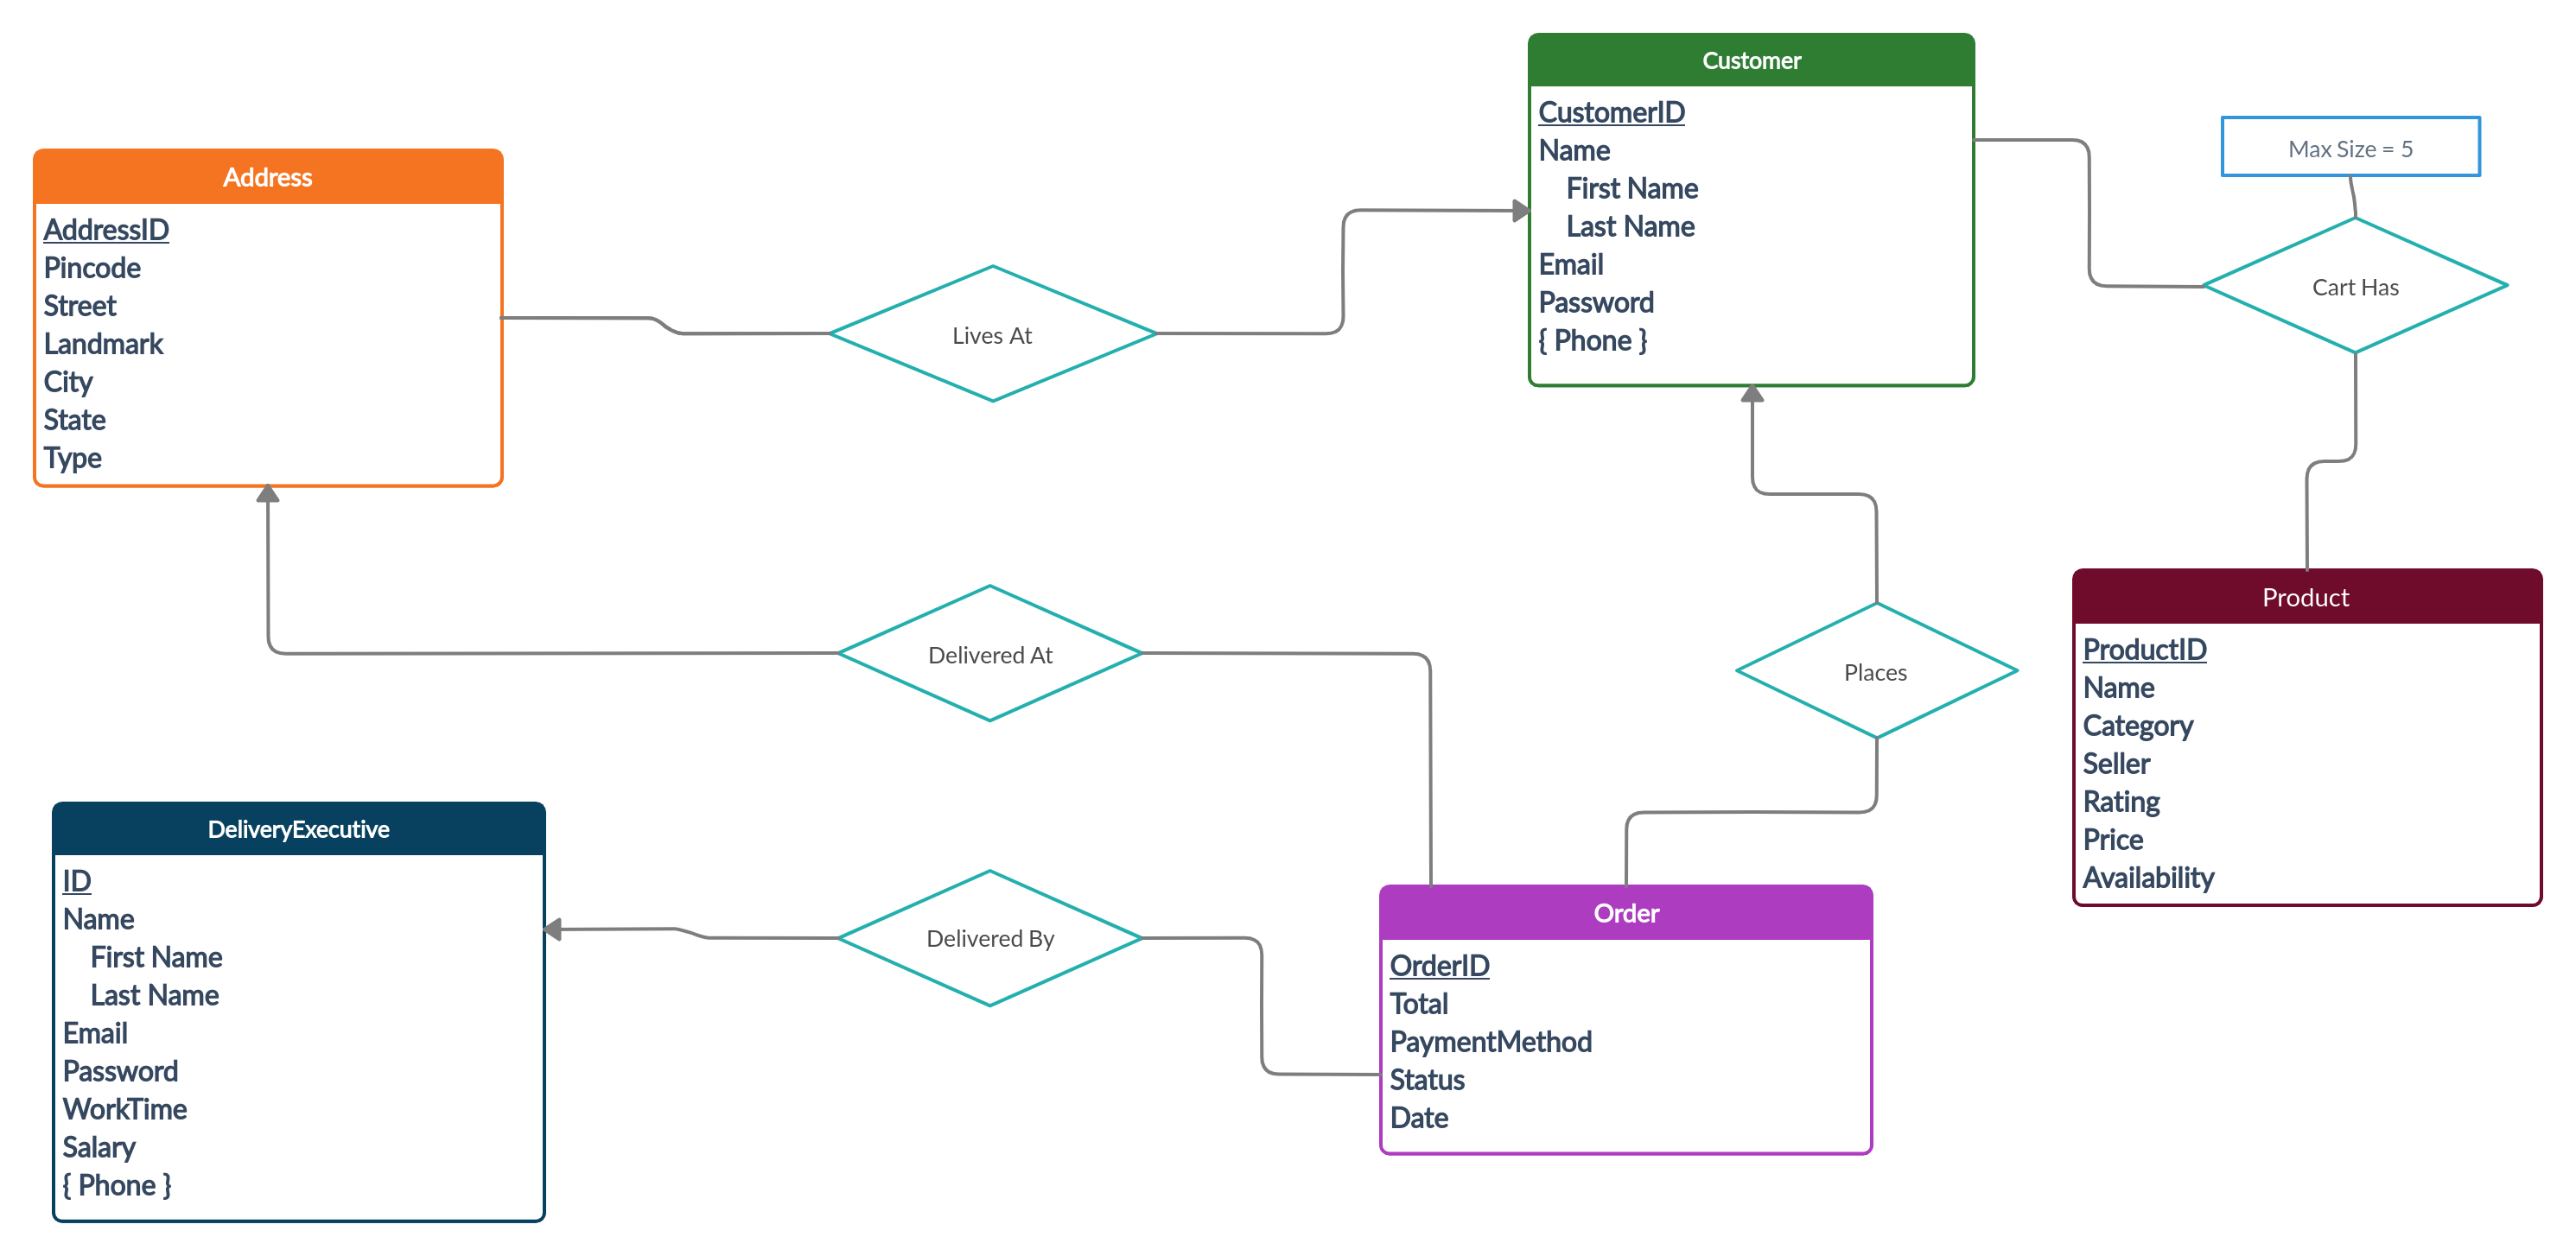 Customer
CustomerID
Name
First Name
Last Name
Email
Password
{ Phone }
Max Size = 5
Cart Has
Address
AddressID
Pincode
Street
Landmark
City
State
Type
Lives At
Delivered At
Places
Product
ProductID
Name
Category
Seller
Rating
Price
Availability
DeliveryExecutive
ID
Name
First Name
Last Name
Email
Password
WorkTime
Salary
{ Phone }
Delivered By
Order
OrderID
Total
PaymentMethod
Status
Date